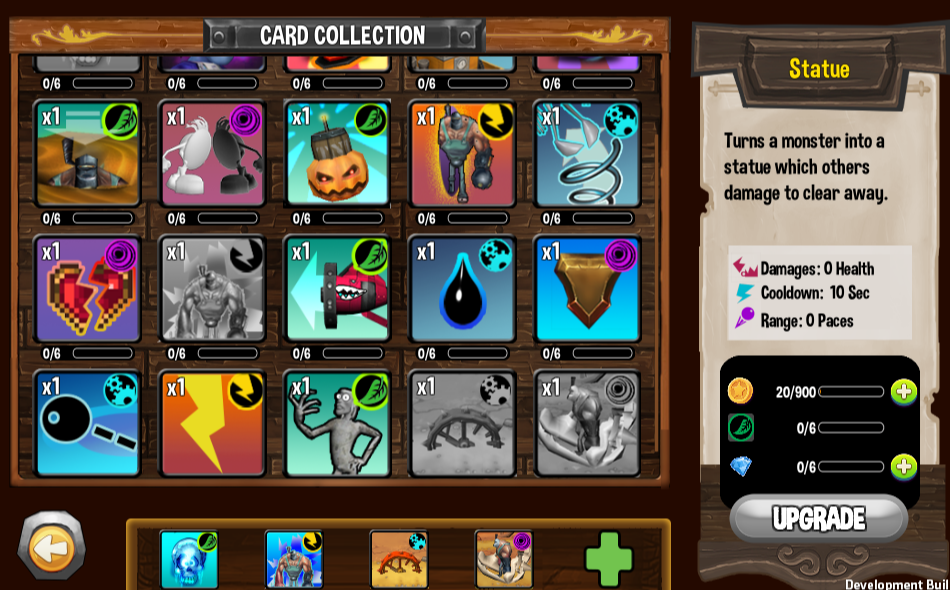 CARD COLLECTION
0/6 0/6 0/6 0/6 0/6
x1 x1 x1 x1 x1
0/6 0/6 0/6 0/6 0/6
x1 x1 x1 x1 x1
0/6 0/6 0/6 0/6 0/6
x1 x1 x1 x1 x1
Statue
Turns a monster into a
statue which others
damage to clear away.
Damages: 0 Health
Cooldown: 10 Sec
Range: 0 Paces
20/900
0/6
0/6
UPGRADE
Development Buil